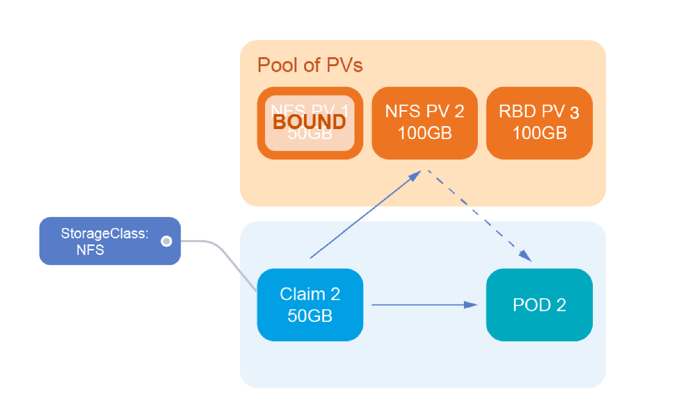 Pool of PVs
NFS PV 1
BOUND
50GB
NFS PV 2
100GB
RBD PV 3
100GB
StorageClass:
NFS
Claim 2
50GB
POD 2